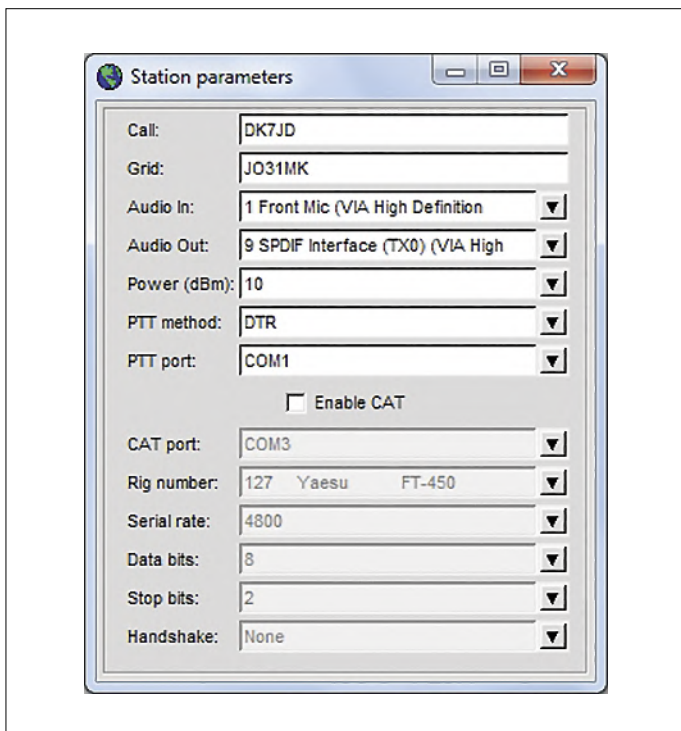 Station parameters
Call: DK7JD
Grid: JO31MK
Audio In: 1 Front Mic (VIA High Definition
Audio Out: 9 SPDIF Interface (TX0) (VIA High
Power (dBm): 10
PTT method: DTR
PTT port: COM1
Enable CAT
CAT port: COM3
Rig number: 127 Yaesu FT-450
Serial rate: 4800
Data bits: 8
Stop bits: 2
Handshake: None